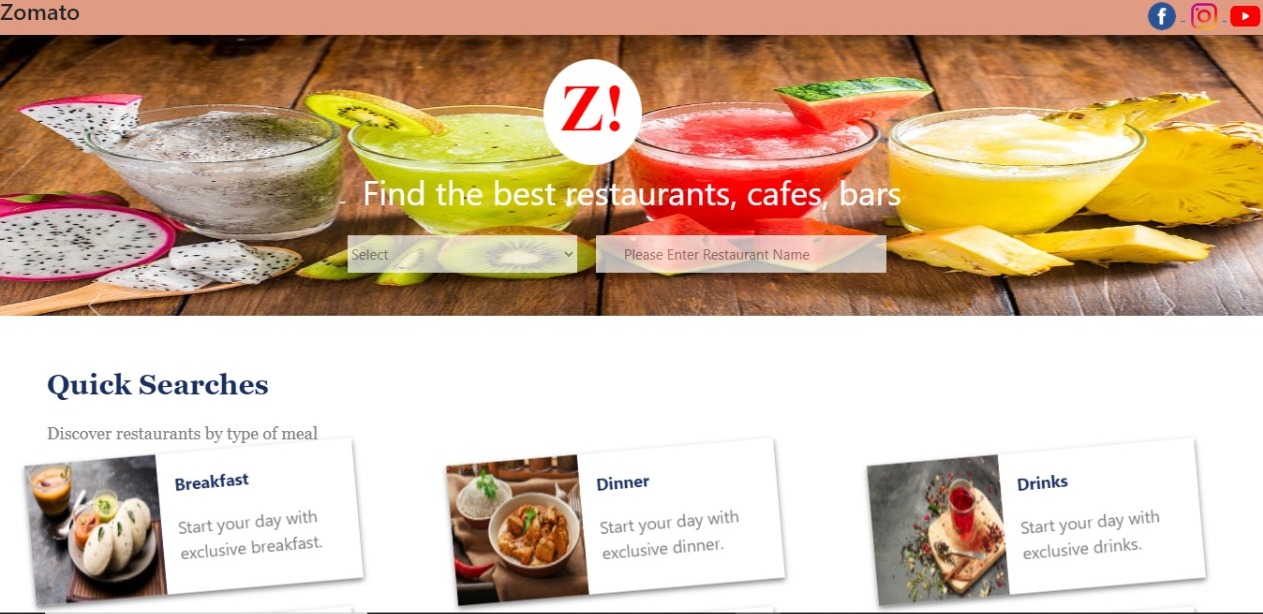 Zomato
Z!
Find the best restaurants, cafes, bars
Select
Please Enter Restaurant Name
Quick Searches
Discover restaurants by type of meal
Breakfast
Start your day with
exclusive breakfast.
Dinner
Start your day with
exclusive dinner.
Drinks
Start your day with
exclusive drinks.